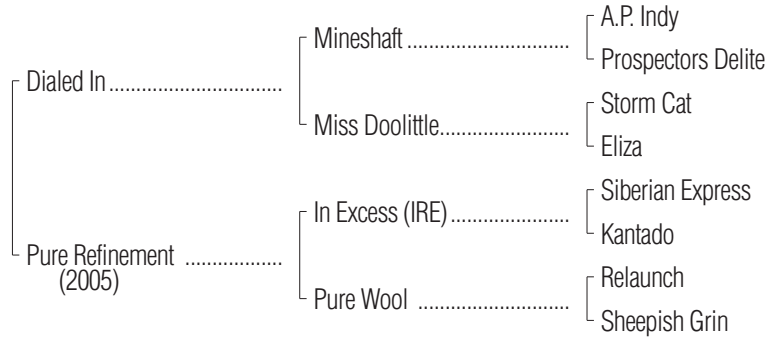 A.P. Indy
Mineshaft ..............................
Prospectors Delite
Dialed In ................................
Storm Cat
Miss Doolittle ........................
Eliza
Siberian Express
In Excess (IRE) ......................
Kantado
Pure Refinement ..................
(2005)
Relaunch
Pure Wool ............................
Sheepish Grin